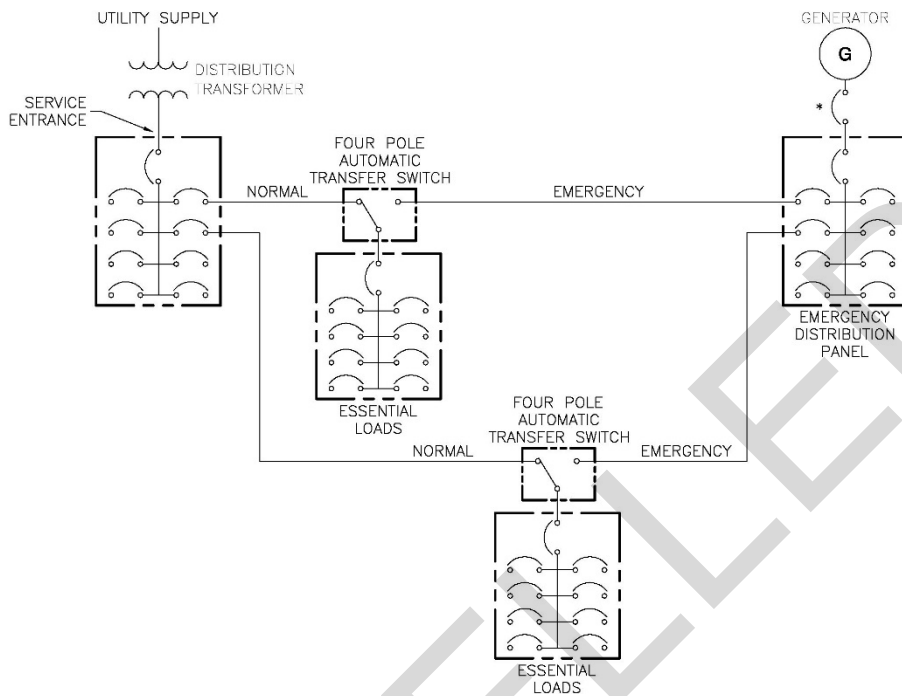 UTILITY SUPPLY
DISTRIBUTION
TRANSFORMER
SERVICE
ENTRANCE
GENERATOR
G
*
FOUR POLE
AUTOMATIC
TRANSFER SWITCH
NORMAL
EMERGENCY
ESSENTIAL
LOADS
EMERGENCY
DISTRIBUTION
PANEL
FOUR POLE
AUTOMATIC
TRANSFER SWITCH
NORMAL
EMERGENCY
ESSENTIAL
LOADS